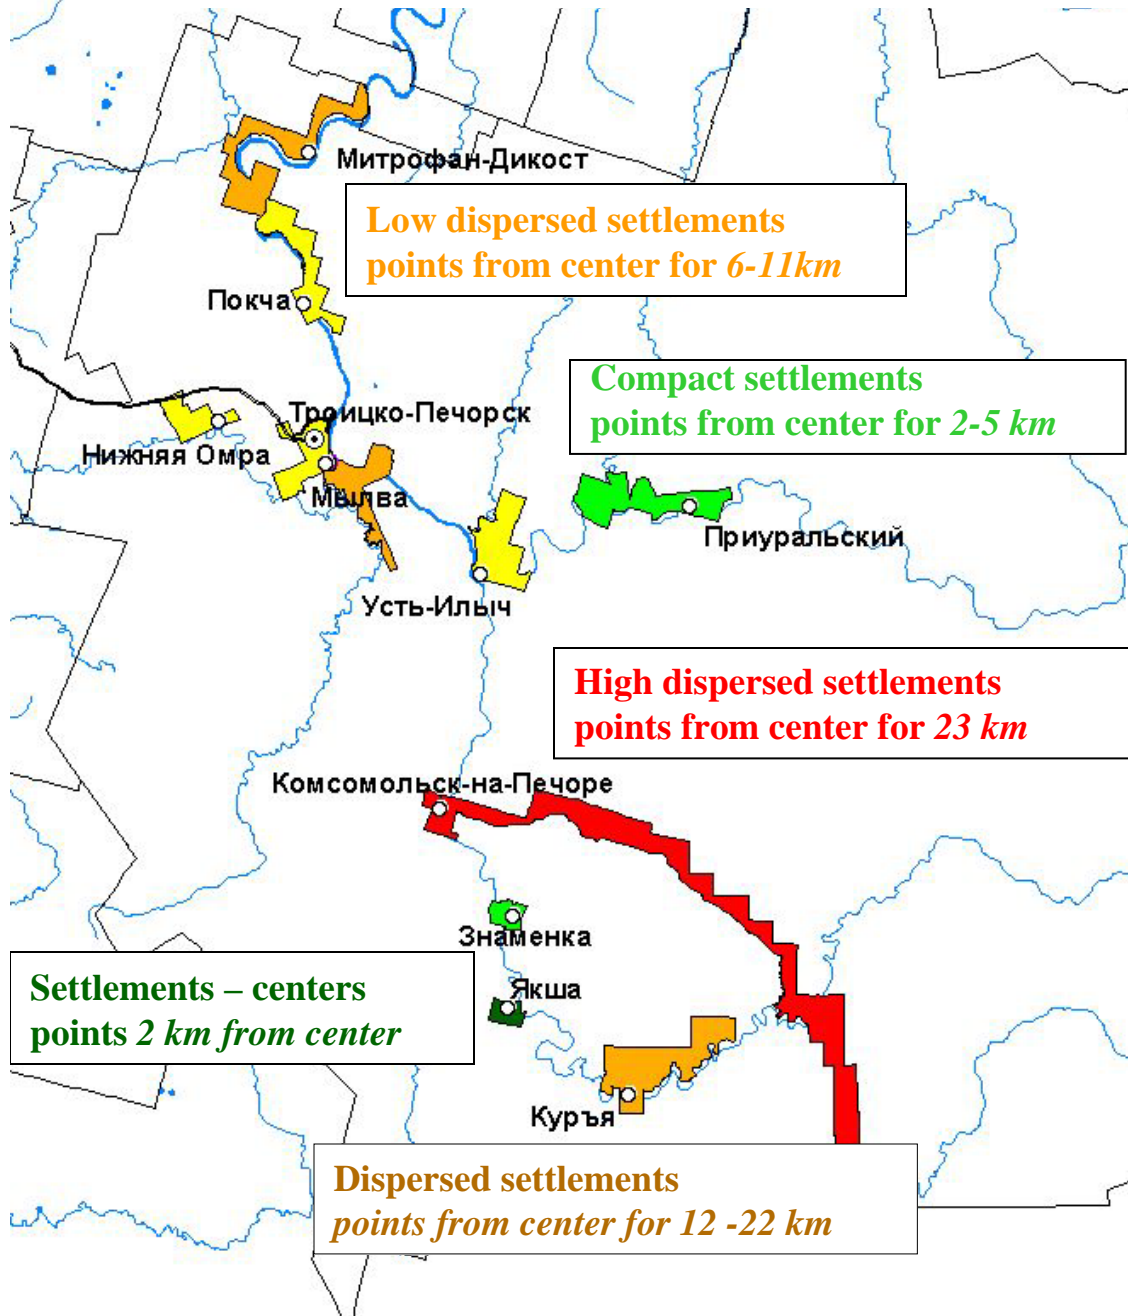 Митрофан-Дикост
Low dispersed settlements
points from center for 6-11km
Покча
Compact settlements
points from center for 2-5 km
Троицко-Печорск
Нижняя Омра
Мылва
Приуральский
Усть-Илыч
High dispersed settlements
points from center for 23 km
Комсомольск-на-Печоре
Знаменка
Settlements – centers
points 2 km from center
Якша
Куръя
Dispersed settlements
points from center for 12 -22 km